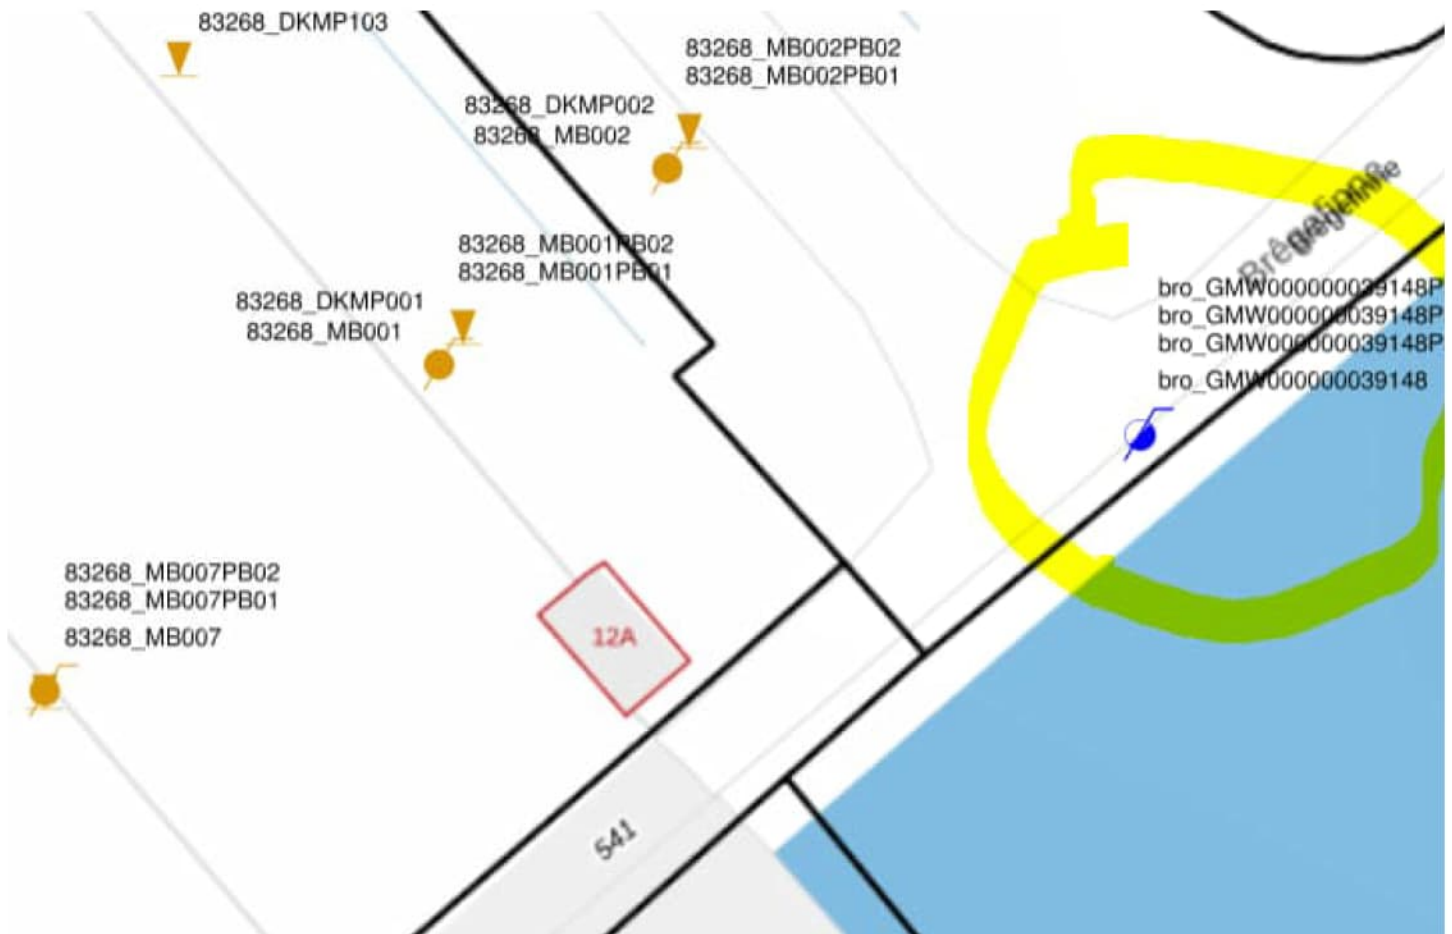 83268_DKMP103
83268_MB002PB02
83268_MB002PB01
83268_DKMP002
83268_MB002
83268_MB001PB02
83268_MB001PB01
83268_DKMP001
83268_MB001
bro_GMW000000039148P
bro_GMW000000039148P
bro_GMW000000039148P
bro_GMW000000039148
83268_MB007PB02
83268_MB007PB01
83268_MB007
12A
541